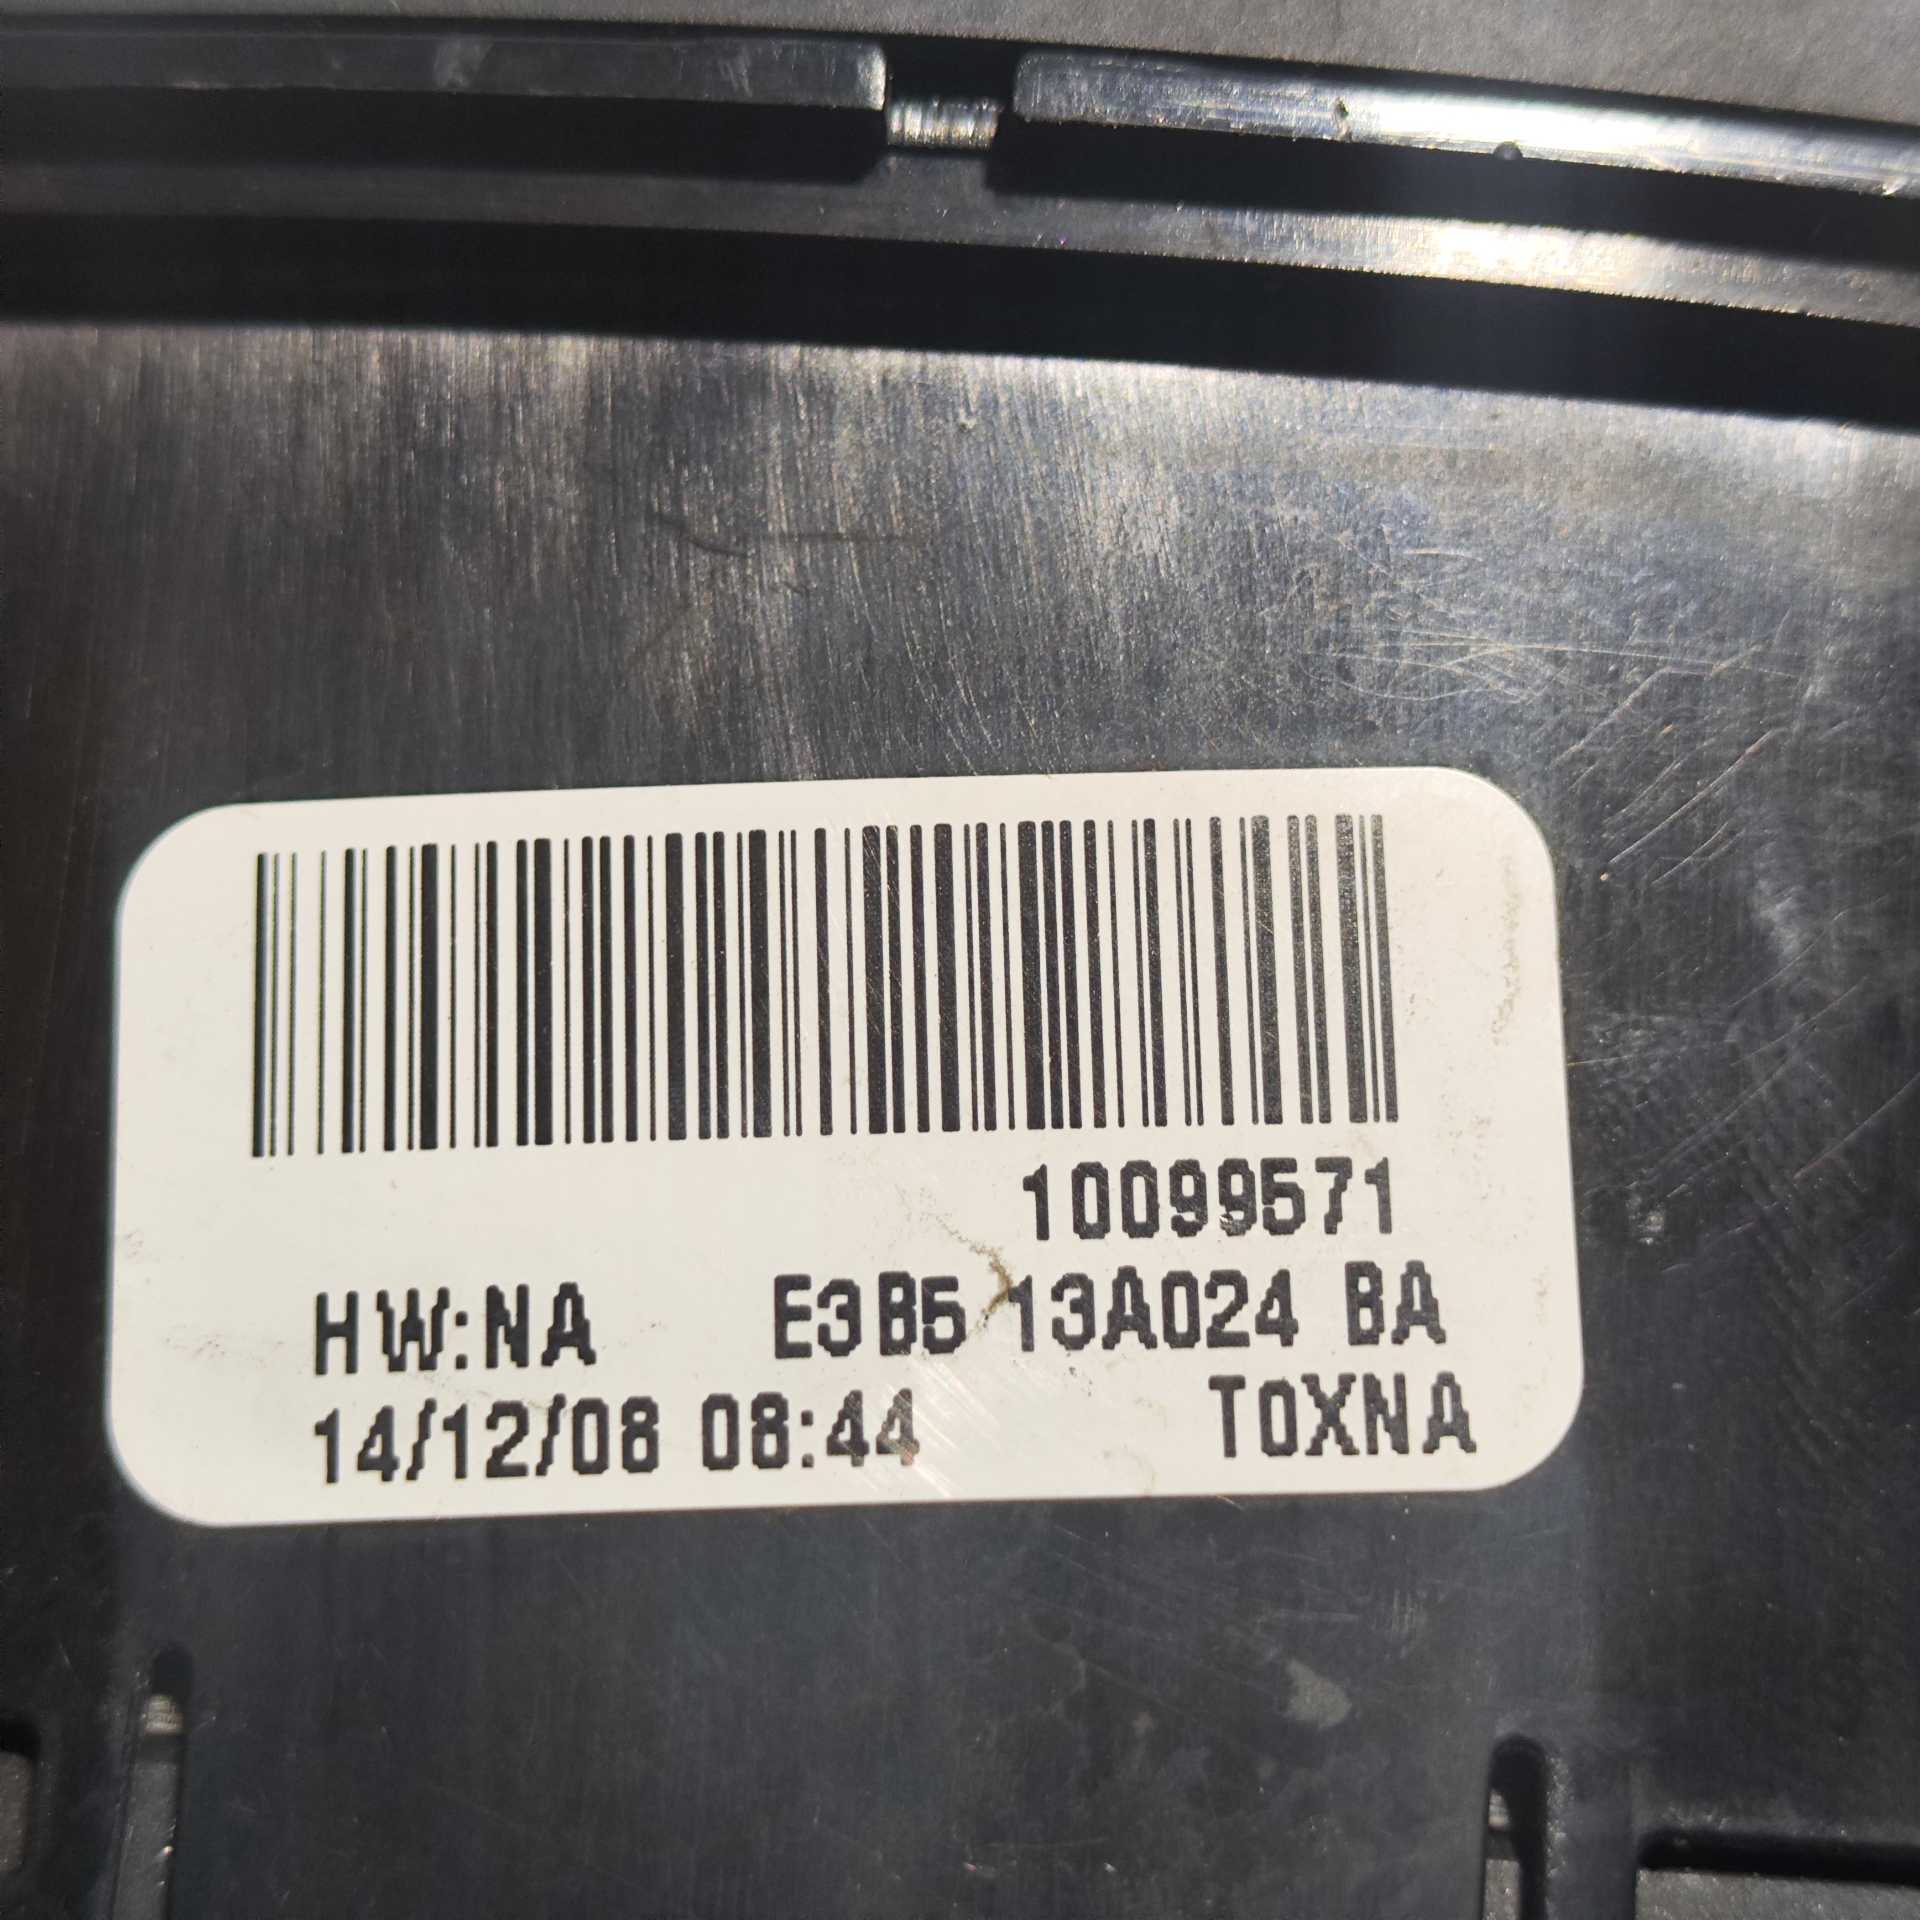 10099571
HW:NA E3B5 13A024 BA
14/12/08 08:44 T0XNA